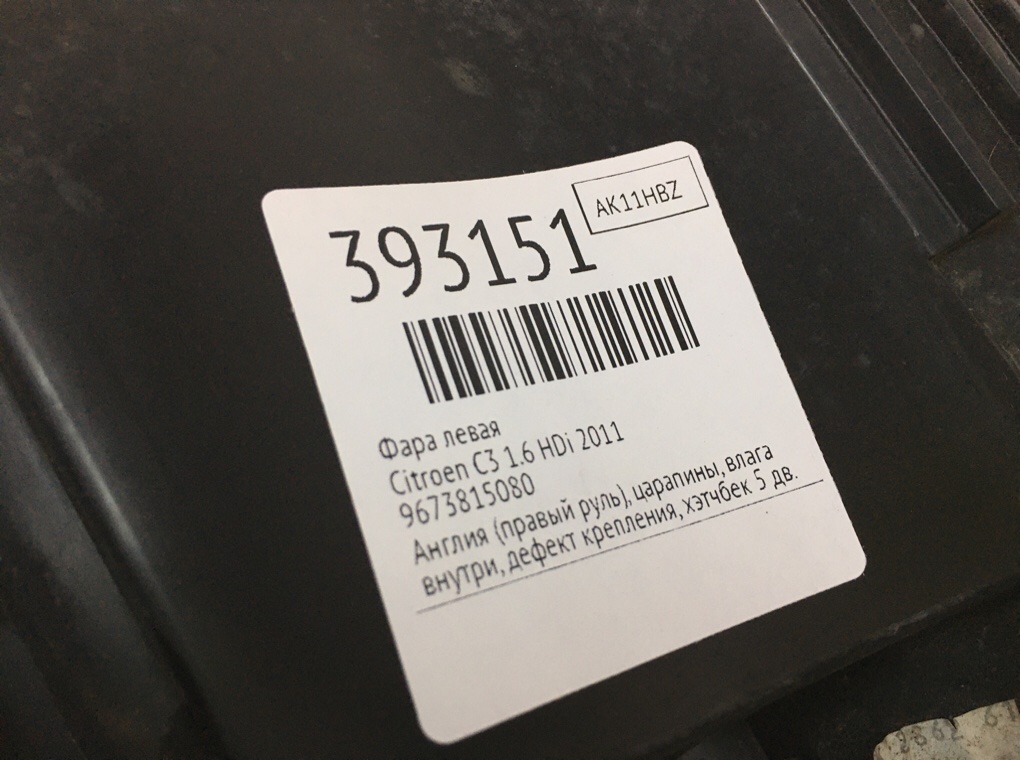 AK11HBZ
393151
Фара левая
Citroen C3 1.6 HDi 2011
9673815080
Англия (правый руль), царапины, влага
внутри, дефект крепления, хэтчбек 5 дв.